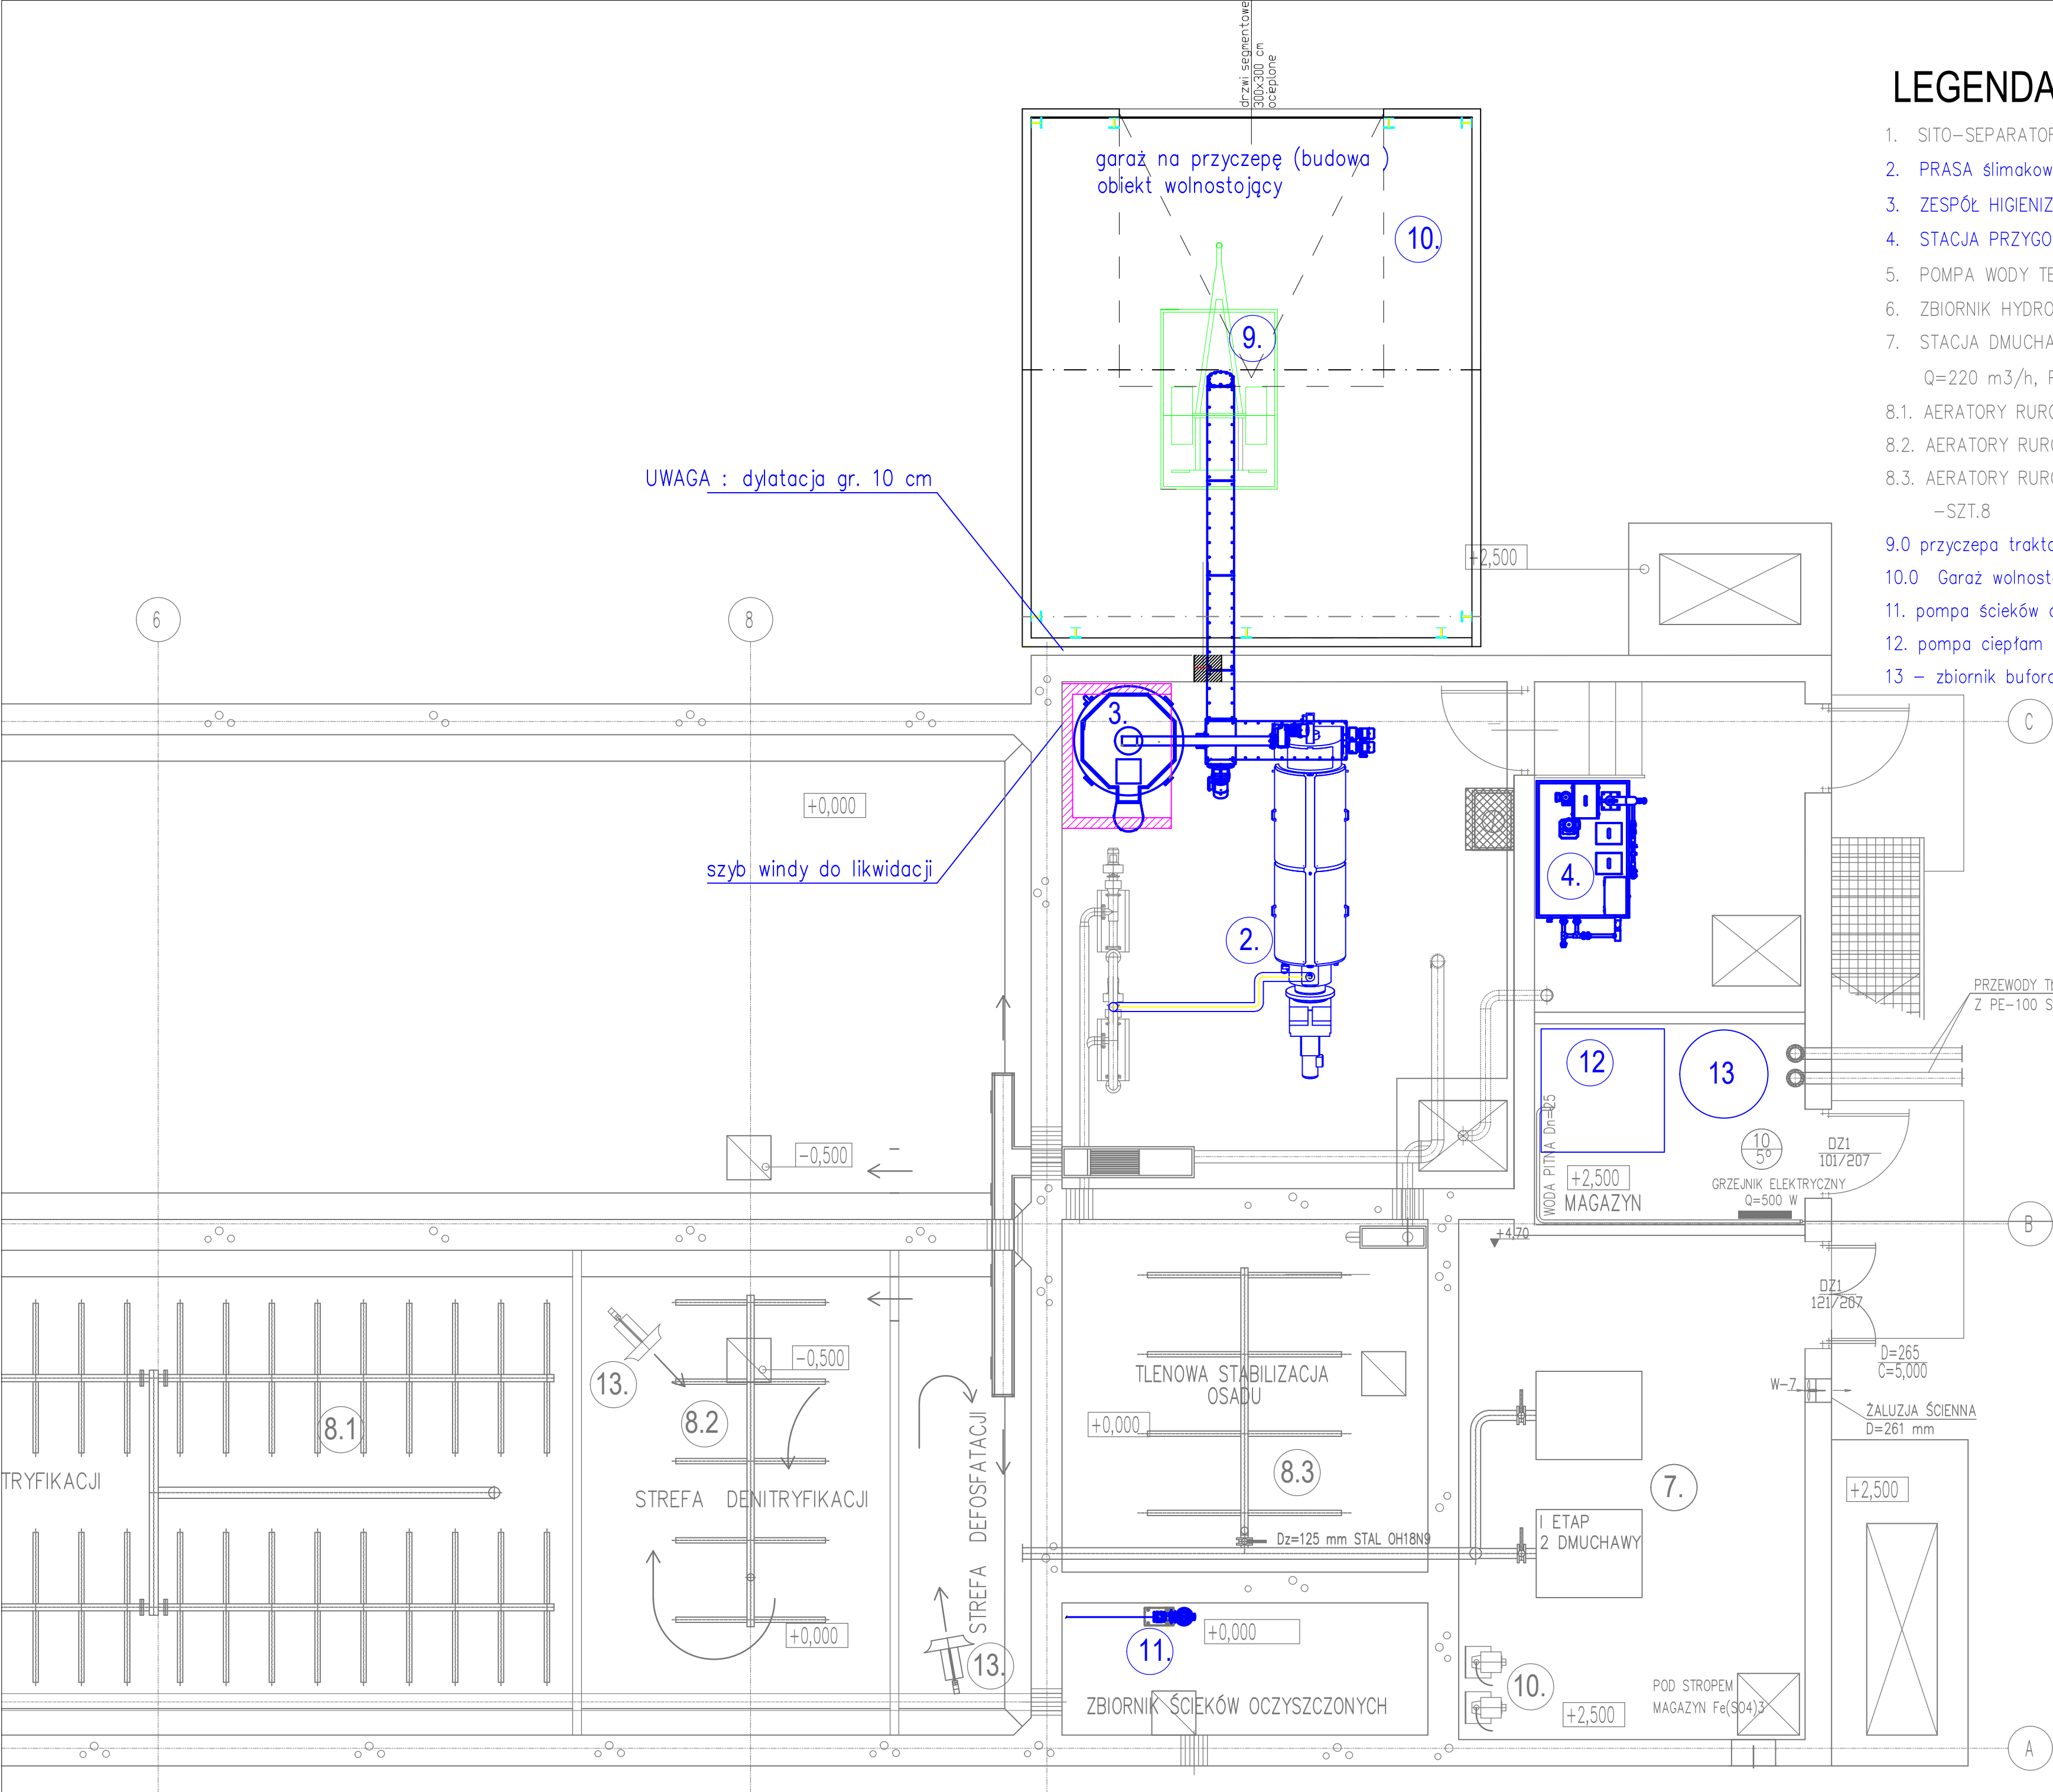 drzwi segmentowe
300x300 cm
ocieplone
LEGENDA
1. SITO-SEPARATOR
2. PRASA ślimakow
3. ZESPÓŁ HIGIENIZ
4. STACJA PRZYGO
5. POMPA WODY TE
6. ZBIORNIK HYDRO
7. STACJA DMUCHA
Q=220 m3/h, P
8.1. AERATORY RURO
8.2. AERATORY RURO
8.3. AERATORY RURO
-SZT.8
9.0 przyczepa trakto
10.0 Garaż wolnost
11. pompa ścieków o
12. pompa ciepłam
13 - zbiornik buforo
garaż na przyczepę (budowa )
obiekt wolnostojący
10.
9.
UWAGA : dylatacja gr. 10 cm
+2,500
6
8
3.
C
+0,000
szyb windy do likwidacji
4.
2.
PRZEWODY T
Z PE-100 S
12
13
WODA PITNA Dn=25
10
5°
DZ1
101/207
-0,500
+2,500
MAGAZYN
GRZEJNIK ELEKTRYCZNY
Q=500 W
B
+4,70
DZ1
121/207
-0,500
13.
8.2
8.1
TLENOWA STABILIZACJA
OSADU
D=265
C=5,000
W-7
ŻALUZJA ŚCIENNA
D=261 mm
+0,000
8.3
TRYFIKACJI
STREFA DENITRYFIKACJI
STREFA DEFOSFATACJI
7.
+2,500
I ETAP
2 DMUCHAWY
Dz=125 mm STAL OH18N9
+0,000
+0,000
11.
13.
10.
POD STROPEM
MAGAZYN Fe(SO4)3
ZBIORNIK ŚCIEKÓW OCZYSZCZONYCH
+2,500
A